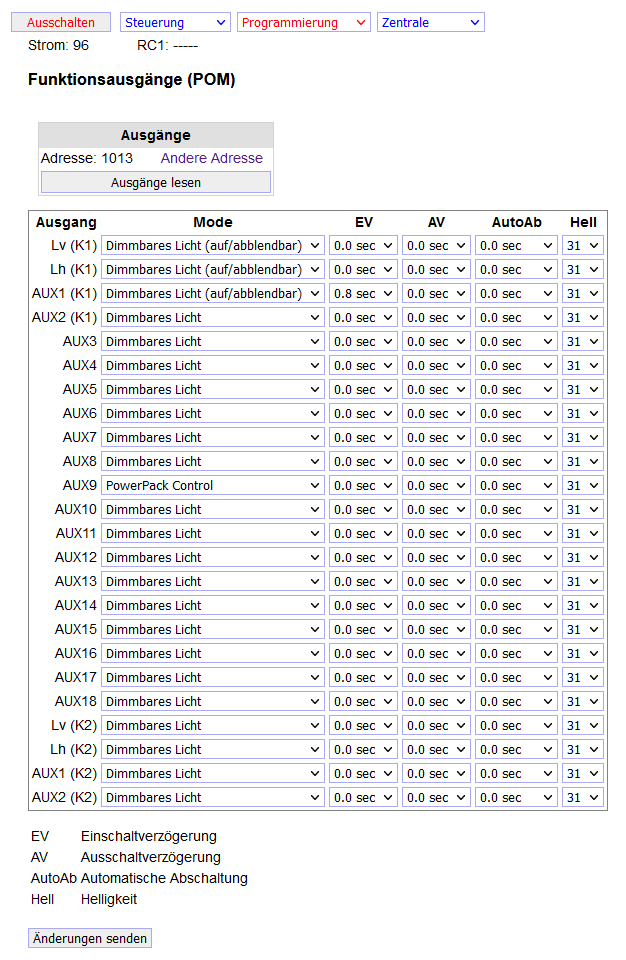 Ausschalten Steuerung Programmierung Zentrale
Strom: 96 RC1: -----
Funktionsausgänge (POM)
Ausgänge
Adresse: 1013 Andere Adresse
Ausgänge lesen
Ausgang Mode EV AV AutoAb Hell
Lv (K1) Dimmbares Licht (auf/abblendbar) 0.0 sec 0.0 sec 0.0 sec 31
Lh (K1) Dimmbares Licht (auf/abblendbar) 0.0 sec 0.0 sec 0.0 sec 31
AUX1 (K1) Dimmbares Licht (auf/abblendbar) 0.8 sec 0.0 sec 0.0 sec 31
AUX2 (K1) Dimmbares Licht 0.0 sec 0.0 sec 0.0 sec 31
AUX3 Dimmbares Licht 0.0 sec 0.0 sec 0.0 sec 31
AUX4 Dimmbares Licht 0.0 sec 0.0 sec 0.0 sec 31
AUX5 Dimmbares Licht 0.0 sec 0.0 sec 0.0 sec 31
AUX6 Dimmbares Licht 0.0 sec 0.0 sec 0.0 sec 31
AUX7 Dimmbares Licht 0.0 sec 0.0 sec 0.0 sec 31
AUX8 Dimmbares Licht 0.0 sec 0.0 sec 0.0 sec 31
AUX9 PowerPack Control 0.0 sec 0.0 sec 0.0 sec 31
AUX10 Dimmbares Licht 0.0 sec 0.0 sec 0.0 sec 31
AUX11 Dimmbares Licht 0.0 sec 0.0 sec 0.0 sec 31
AUX12 Dimmbares Licht 0.0 sec 0.0 sec 0.0 sec 31
AUX13 Dimmbares Licht 0.0 sec 0.0 sec 0.0 sec 31
AUX14 Dimmbares Licht 0.0 sec 0.0 sec 0.0 sec 31
AUX15 Dimmbares Licht 0.0 sec 0.0 sec 0.0 sec 31
AUX16 Dimmbares Licht 0.0 sec 0.0 sec 0.0 sec 31
AUX17 Dimmbares Licht 0.0 sec 0.0 sec 0.0 sec 31
AUX18 Dimmbares Licht 0.0 sec 0.0 sec 0.0 sec 31
Lv (K2) Dimmbares Licht 0.0 sec 0.0 sec 0.0 sec 31
Lh (K2) Dimmbares Licht 0.0 sec 0.0 sec 0.0 sec 31
AUX1 (K2) Dimmbares Licht 0.0 sec 0.0 sec 0.0 sec 31
AUX2 (K2) Dimmbares Licht 0.0 sec 0.0 sec 0.0 sec 31
EV Einschaltverzögerung
AV Ausschaltverzögerung
AutoAb Automatische Abschaltung
Hell Helligkeit
Änderungen senden